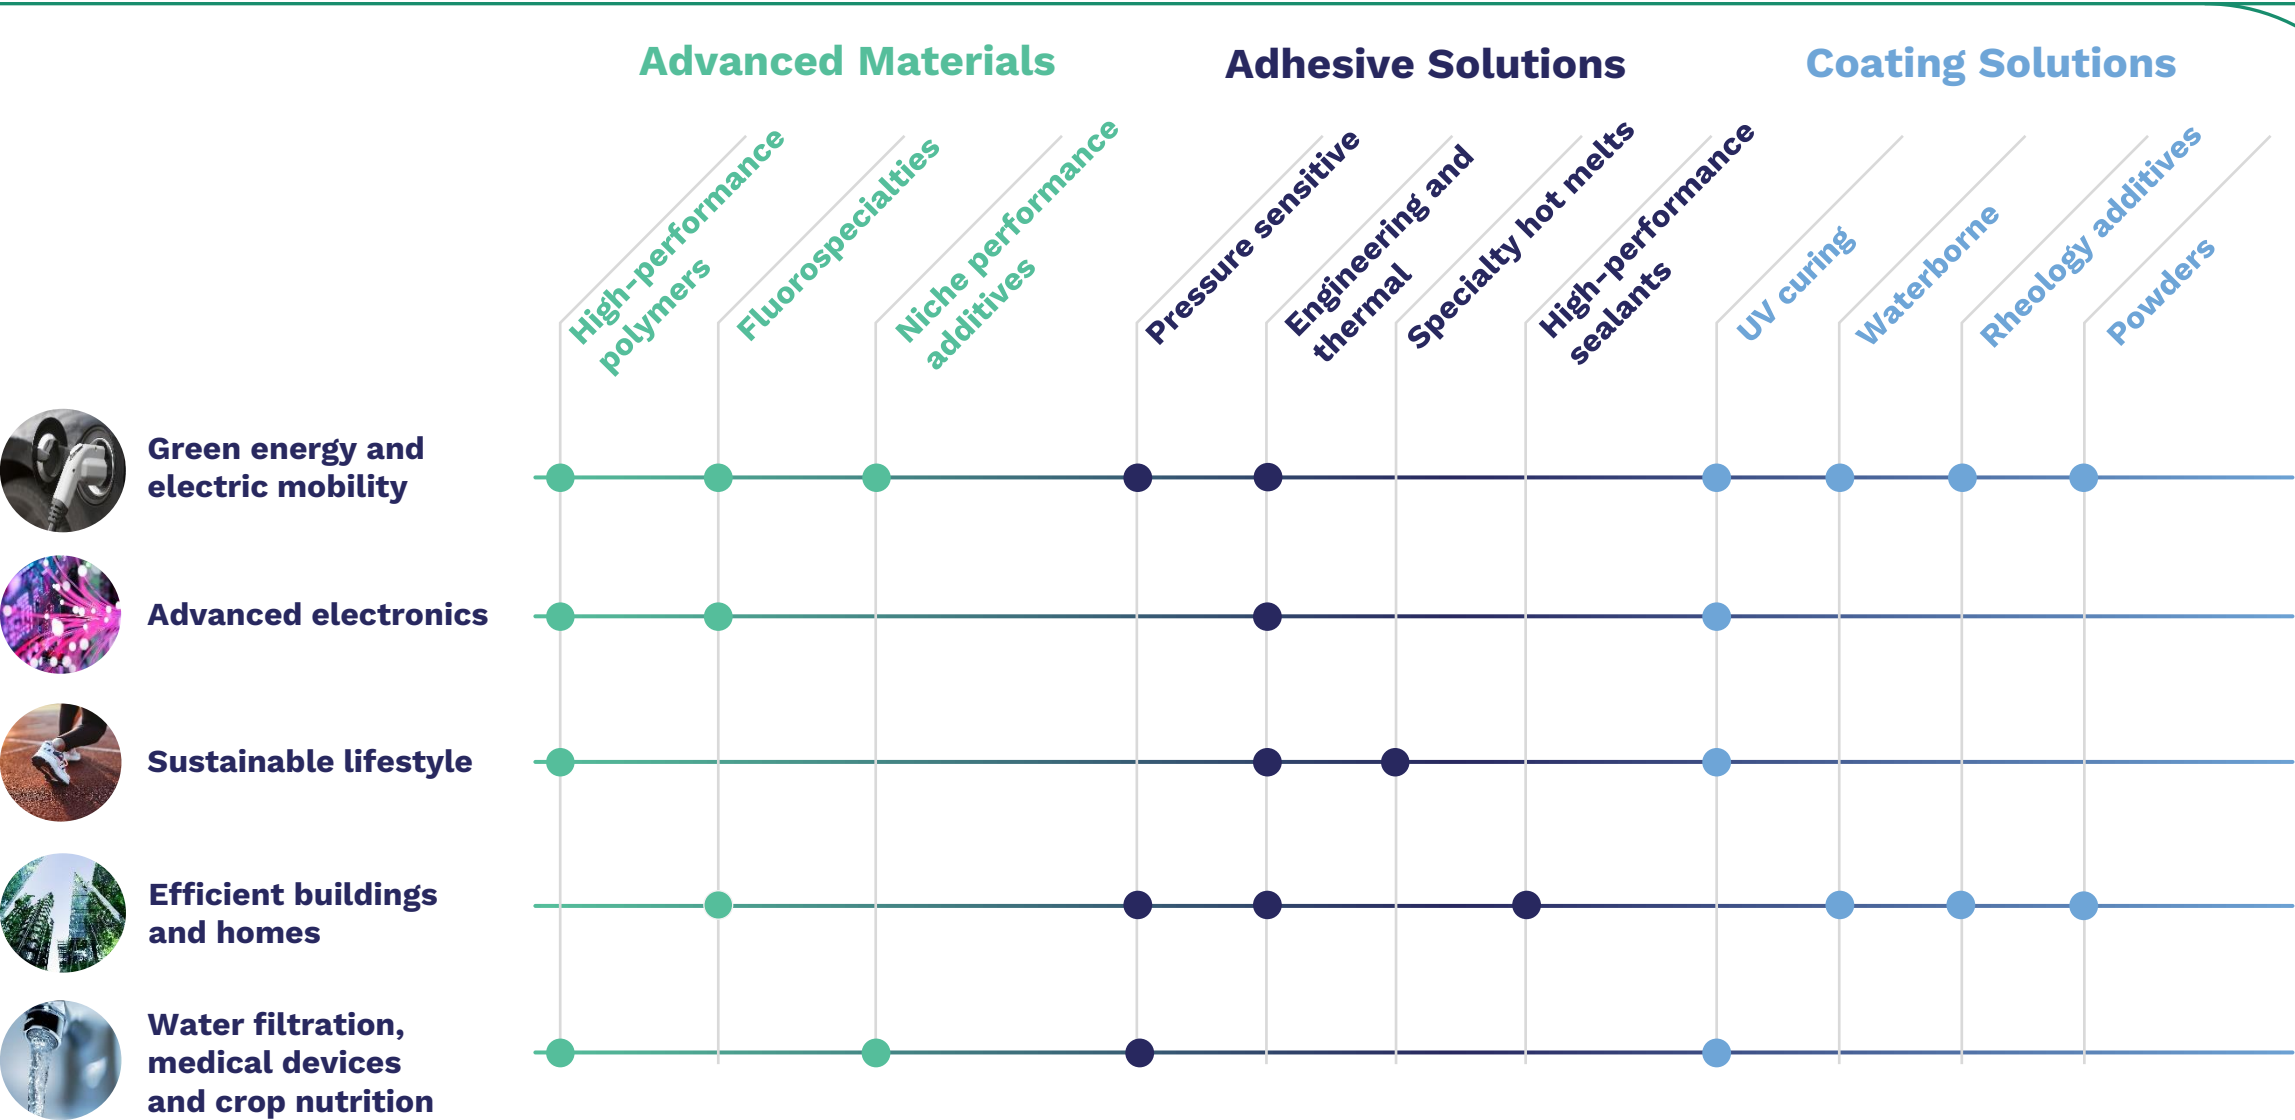 Advanced Materials
Adhesive Solutions
Coating Solutions
High-performance
polymers
Fluorospecialties
Niche performance
additives
Pressure sensitive
Engineering and
thermal
Specialty hot melts
High-performance
sealants
UV curing
Waterborne
Rheology additives
Powders
Green energy and
electric mobility
Advanced electronics
Sustainable lifestyle
Efficient buildings
and homes
Water filtration,
medical devices
and crop nutrition